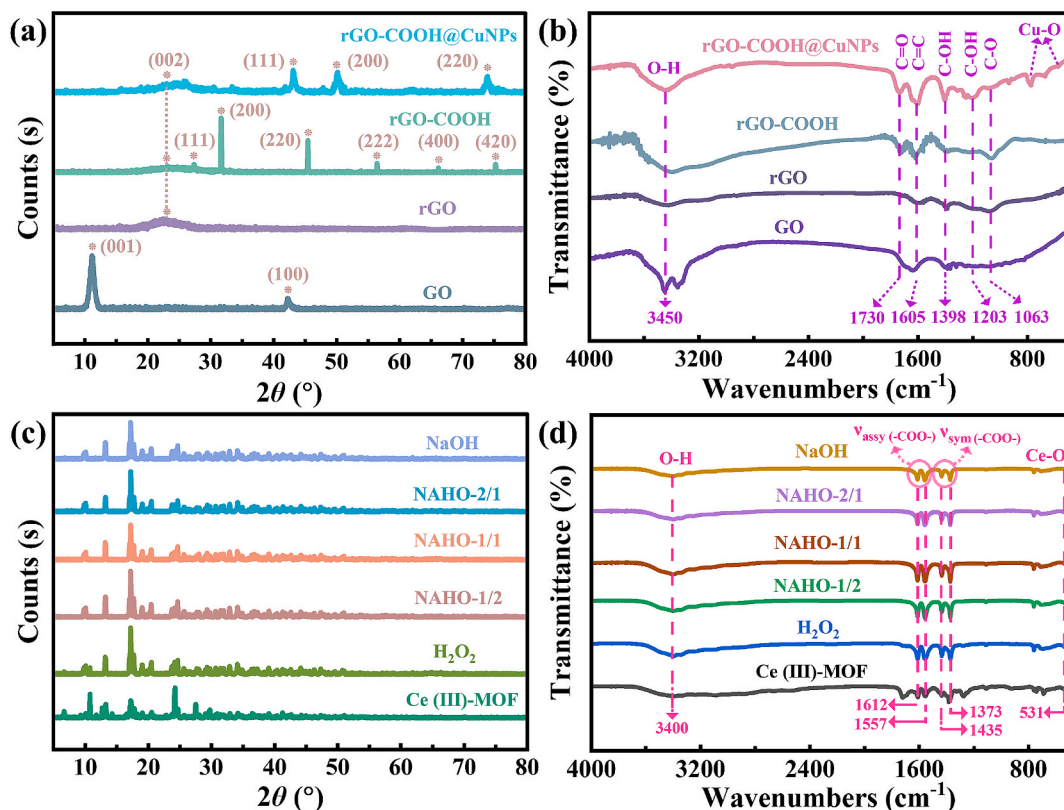 (a)
rGO-COOH@CuNPs
(002)
(111)
(200)
(220)
rGO-COOH
(111)
(200)
(220)
(222)
(400)
(420)
rGO
(001)
(100)
GO
Counts (s)
10 20 30 40 50 60 70 80
2θ (°)
(b)
rGO-COOH@CuNPs
O-H
C=O
C=C
C-OH
C-OH
C-O
Cu-O
rGO-COOH
rGO
GO
3450
1730 1605 1398 1203 1063
Transmittance (%)
4000 3200 2400 1600 800
Wavenumbers (cm⁻¹)
(c)
NaOH
NAHO-2/1
NAHO-1/1
NAHO-1/2
H₂O₂
Ce (III)-MOF
Counts (s)
10 20 30 40 50 60 70 80
2θ (°)
(d)
νassy (-COO-) νsym (-COO-)
O-H
NaOH
Ce-O
NAHO-2/1
NAHO-1/1
NAHO-1/2
H₂O₂
Ce (III)-MOF
3400
1612
1557
1373
1435
531
Transmittance (%)
4000 3200 2400 1600 800
Wavenumbers (cm⁻¹)